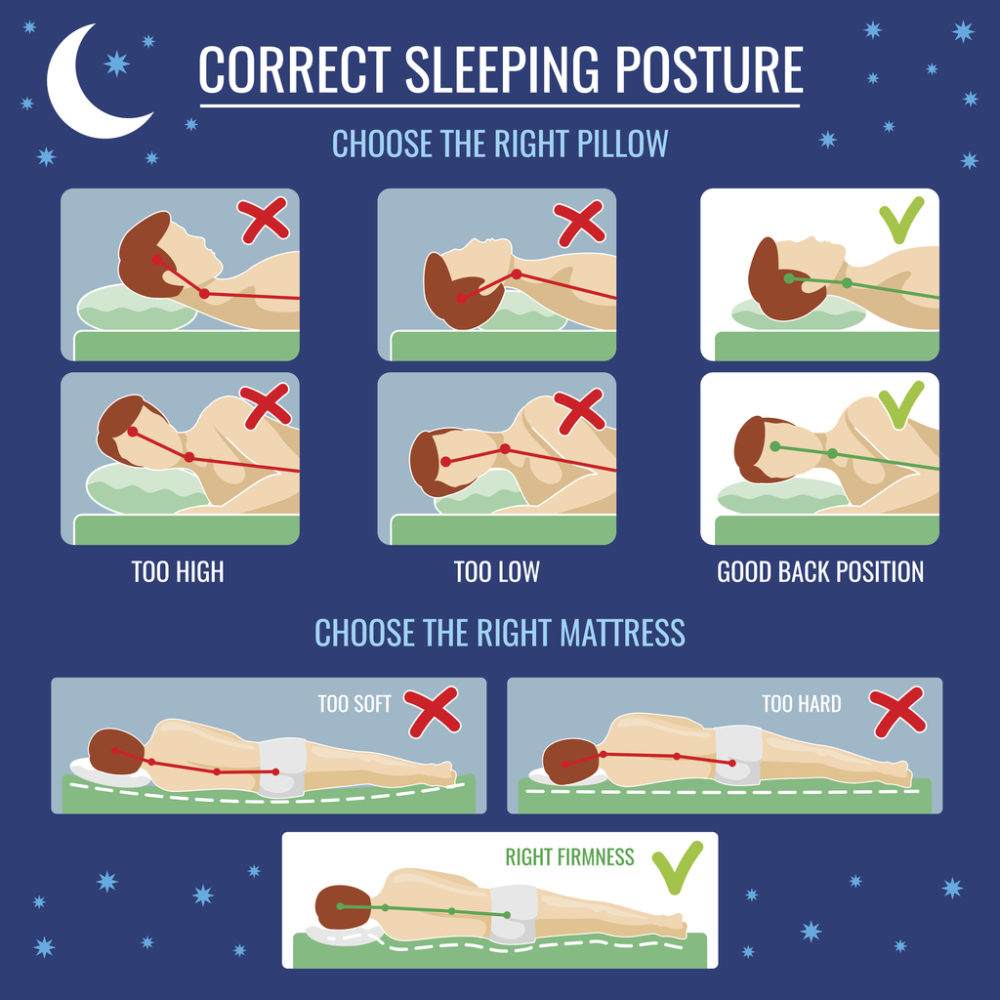 CORRECT SLEEPING POSTURE
CHOOSE THE RIGHT PILLOW
TOO HIGH
TOO LOW
GOOD BACK POSITION
CHOOSE THE RIGHT MATTRESS
TOO SOFT
TOO HARD
RIGHT FIRMNESS